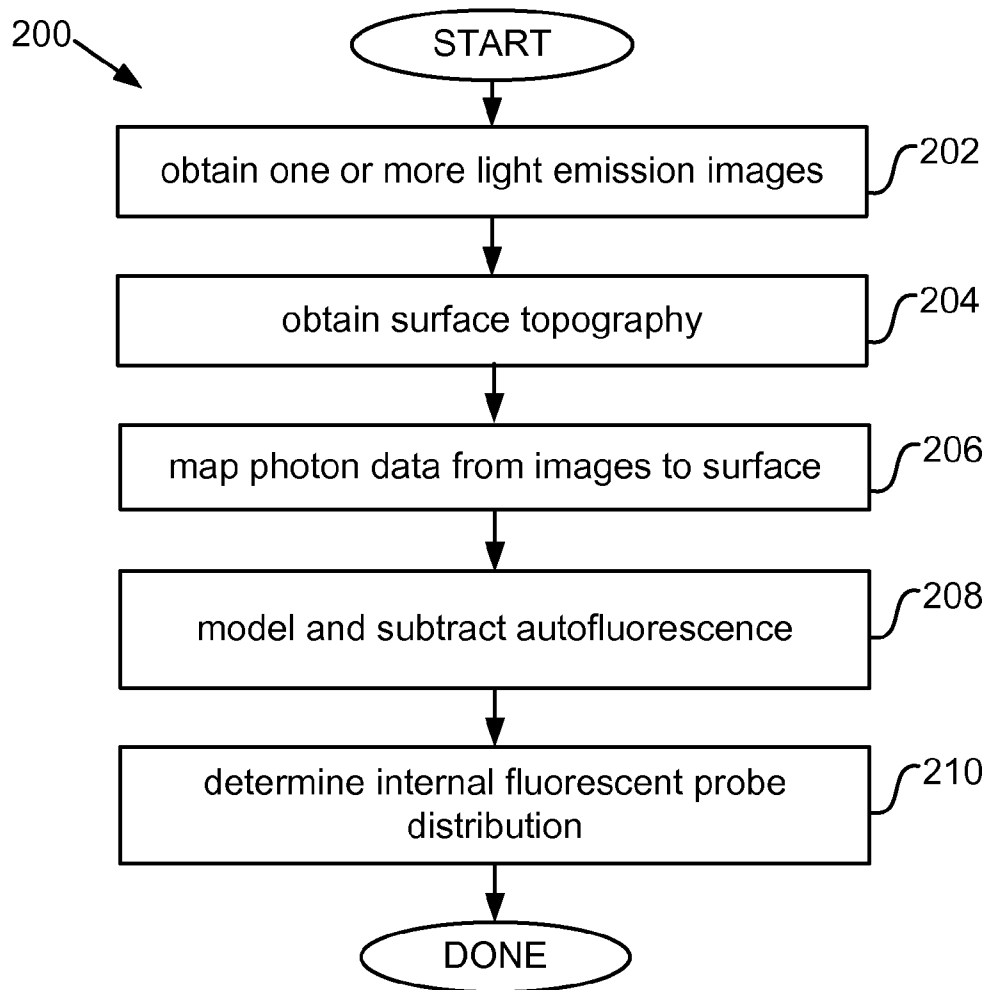 200
START
obtain one or more light emission images
202
obtain surface topography
204
map photon data from images to surface
206
model and subtract autofluorescence
208
determine internal fluorescent probe
distribution
210
DONE